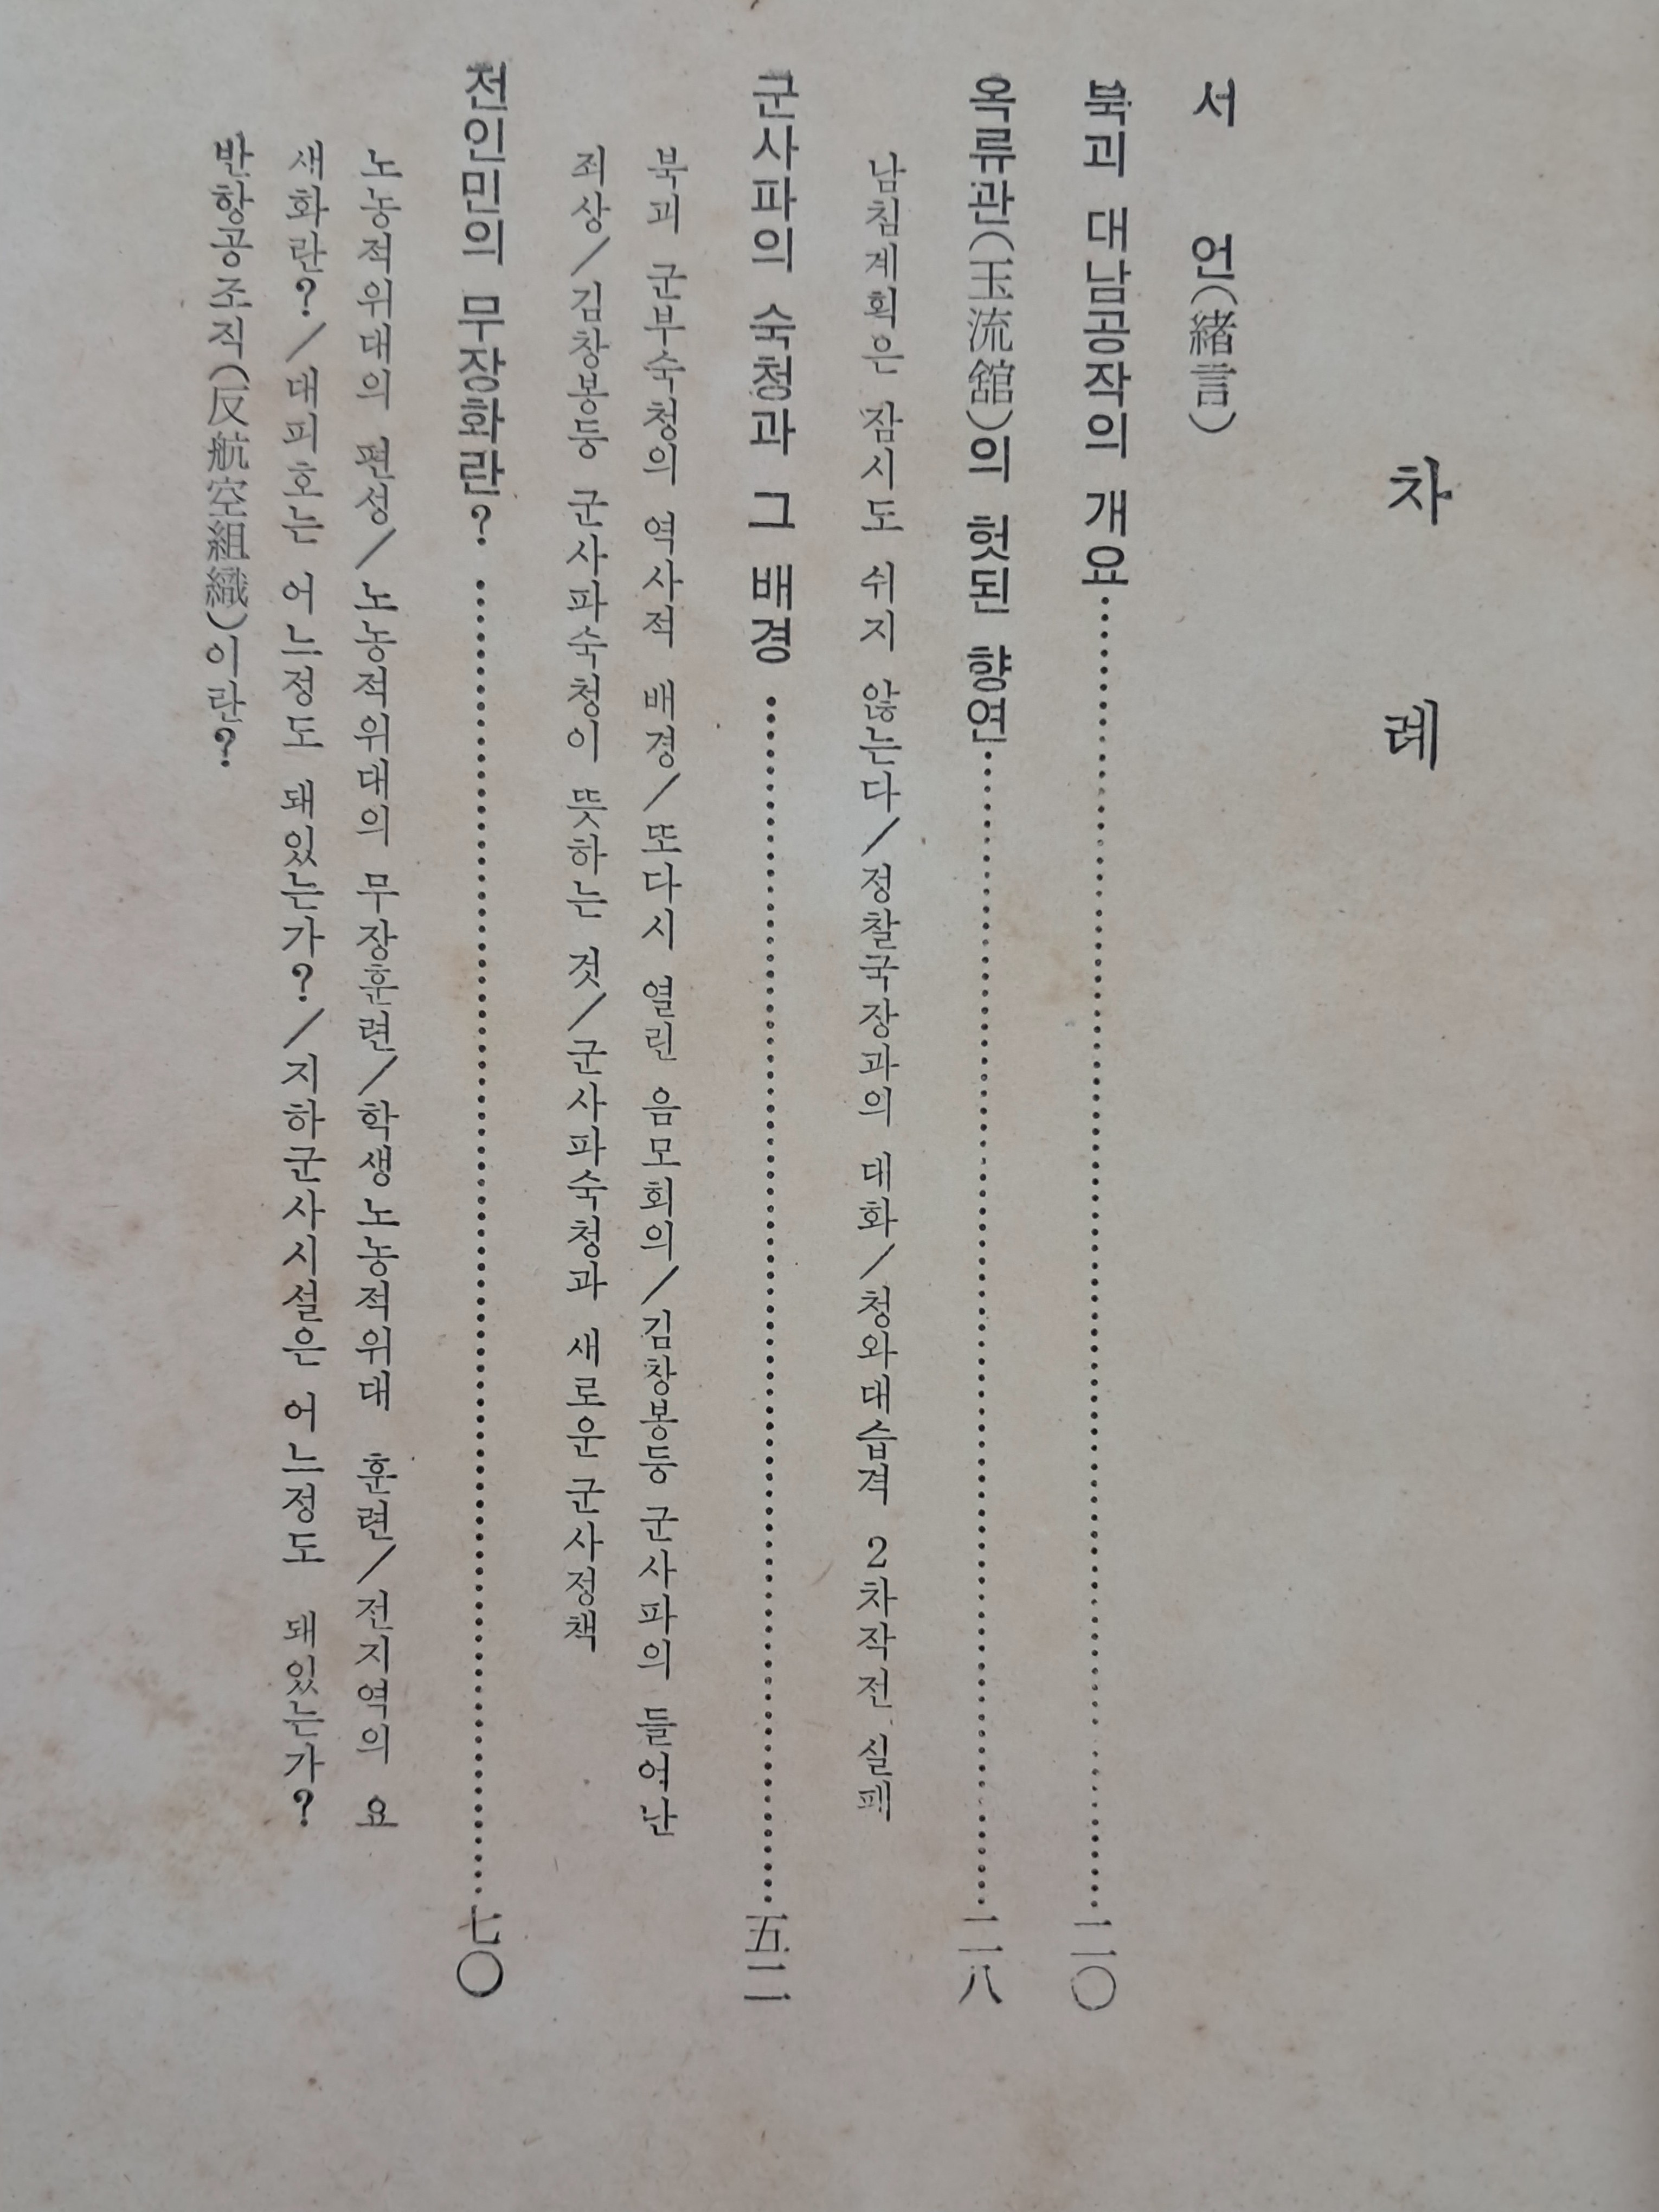 차 레
서 언(緖言)
북괴 대남공작의 개요……二〇
옥류관(玉流舘)의 헛된 향연……二八
남침계획은 잠시도 쉬지 않는다/정찰국장과의 대화/청와대습격 2차작전 실패
군사파의 숙청과 그 배경……五二
북괴 군부숙청의 역사적 배경/또다시 열린 음모회의/김창봉등 군사파의 들어난
죄상/김창봉등 군사파숙청이 뜻하는 것/군사파숙청과 새로운 군사정책
전인민의 무장화란?……七〇
노농적위대의 편성/노농적위대의 무장훈련/학생노농적위대 훈련/전지역의 요
새화란?/대피호는 어느정도 돼있는가?/지하군사시설은 어느정도 돼있는가?
반항공조직(反航空組織)이란?